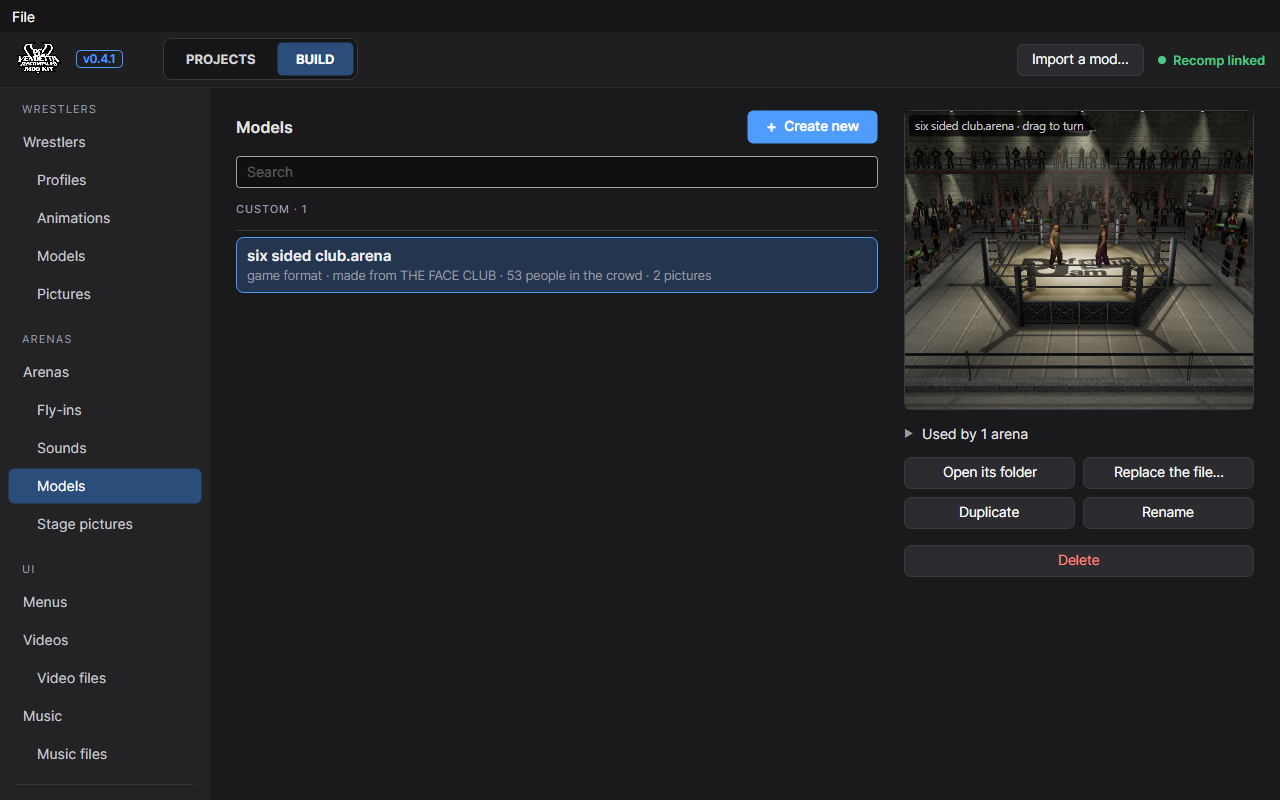 File
VENDETTA
RECOMPILED
MOD KIT
v0.4.1
PROJECTS
BUILD
Import a mod...
Recomp linked
WRESTLERS
Wrestlers
Profiles
Animations
Models
Pictures
ARENAS
Arenas
Fly-ins
Sounds
Models
Stage pictures
UI
Menus
Videos
Video files
Music
Music files
Models
+ Create new
Search
CUSTOM · 1
six sided club.arena
game format · made from THE FACE CLUB · 53 people in the crowd · 2 pictures
six sided club.arena · drag to turn
Used by 1 arena
Open its folder
Replace the file...
Duplicate
Rename
Delete